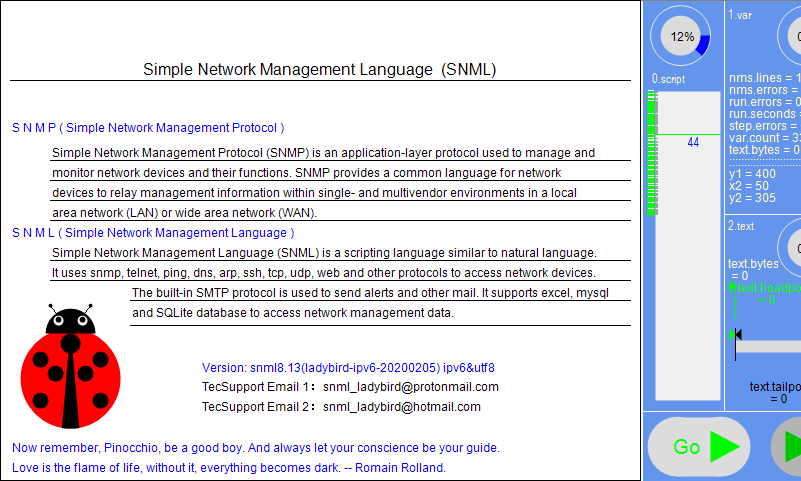 Simple Network Management Language (SNML)
S N M P ( Simple Network Management Protocol )
Simple Network Management Protocol (SNMP) is an application-layer protocol used to manage and
monitor network devices and their functions. SNMP provides a common language for network
devices to relay management information within single- and multivendor environments in a local
area network (LAN) or wide area network (WAN).
S N M L ( Simple Network Management Language )
Simple Network Management Language (SNML) is a scripting language similar to natural language.
It uses snmp, telnet, ping, dns, arp, ssh, tcp, udp, web and other protocols to access network devices.
The built-in SMTP protocol is used to send alerts and other mail. It supports excel, mysql
and SQLite database to access network management data.
Version: snml8.13(ladybird-ipv6-20200205) ipv6&utf8
TecSupport Email 1：snml_ladybird@protonmail.com
TecSupport Email 2：snml_ladybird@hotmail.com
Now remember, Pinocchio, be a good boy. And always let your conscience be your guide.
Love is the flame of life, without it, everything becomes dark. -- Romain Rolland.
12%
0.script
44
Go
1.var
nms.lines = 1
nms.errors =
run.errors = 0
run.seconds =
step.errors =
var.count = 3
text.bytes = 0
y1 = 400
x2 = 50
y2 = 305
2.text
text.bytes
= 0
text.headpo
= 0
text.tailpo
= 0